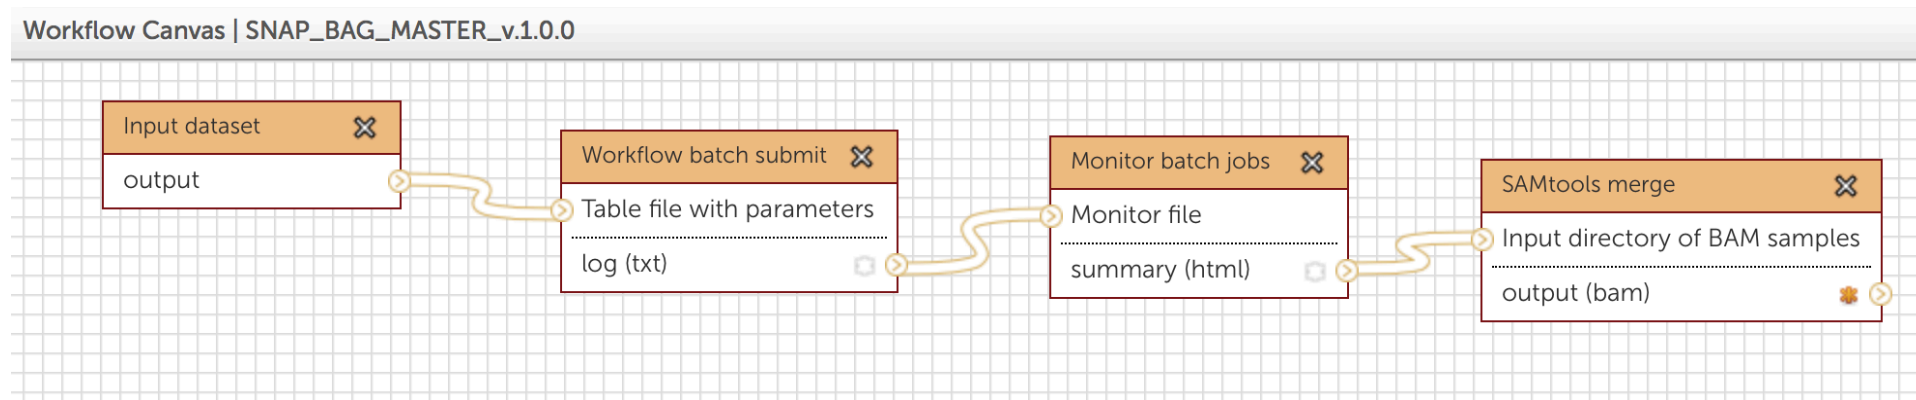 Workflow Canvas | SNAP_BAG_MASTER_v.1.0.0
Input dataset
output
Workflow batch submit
Table file with parameters
log (txt)
Monitor batch jobs
Monitor file
summary (html)
SAMtools merge
Input directory of BAM samples
output (bam)